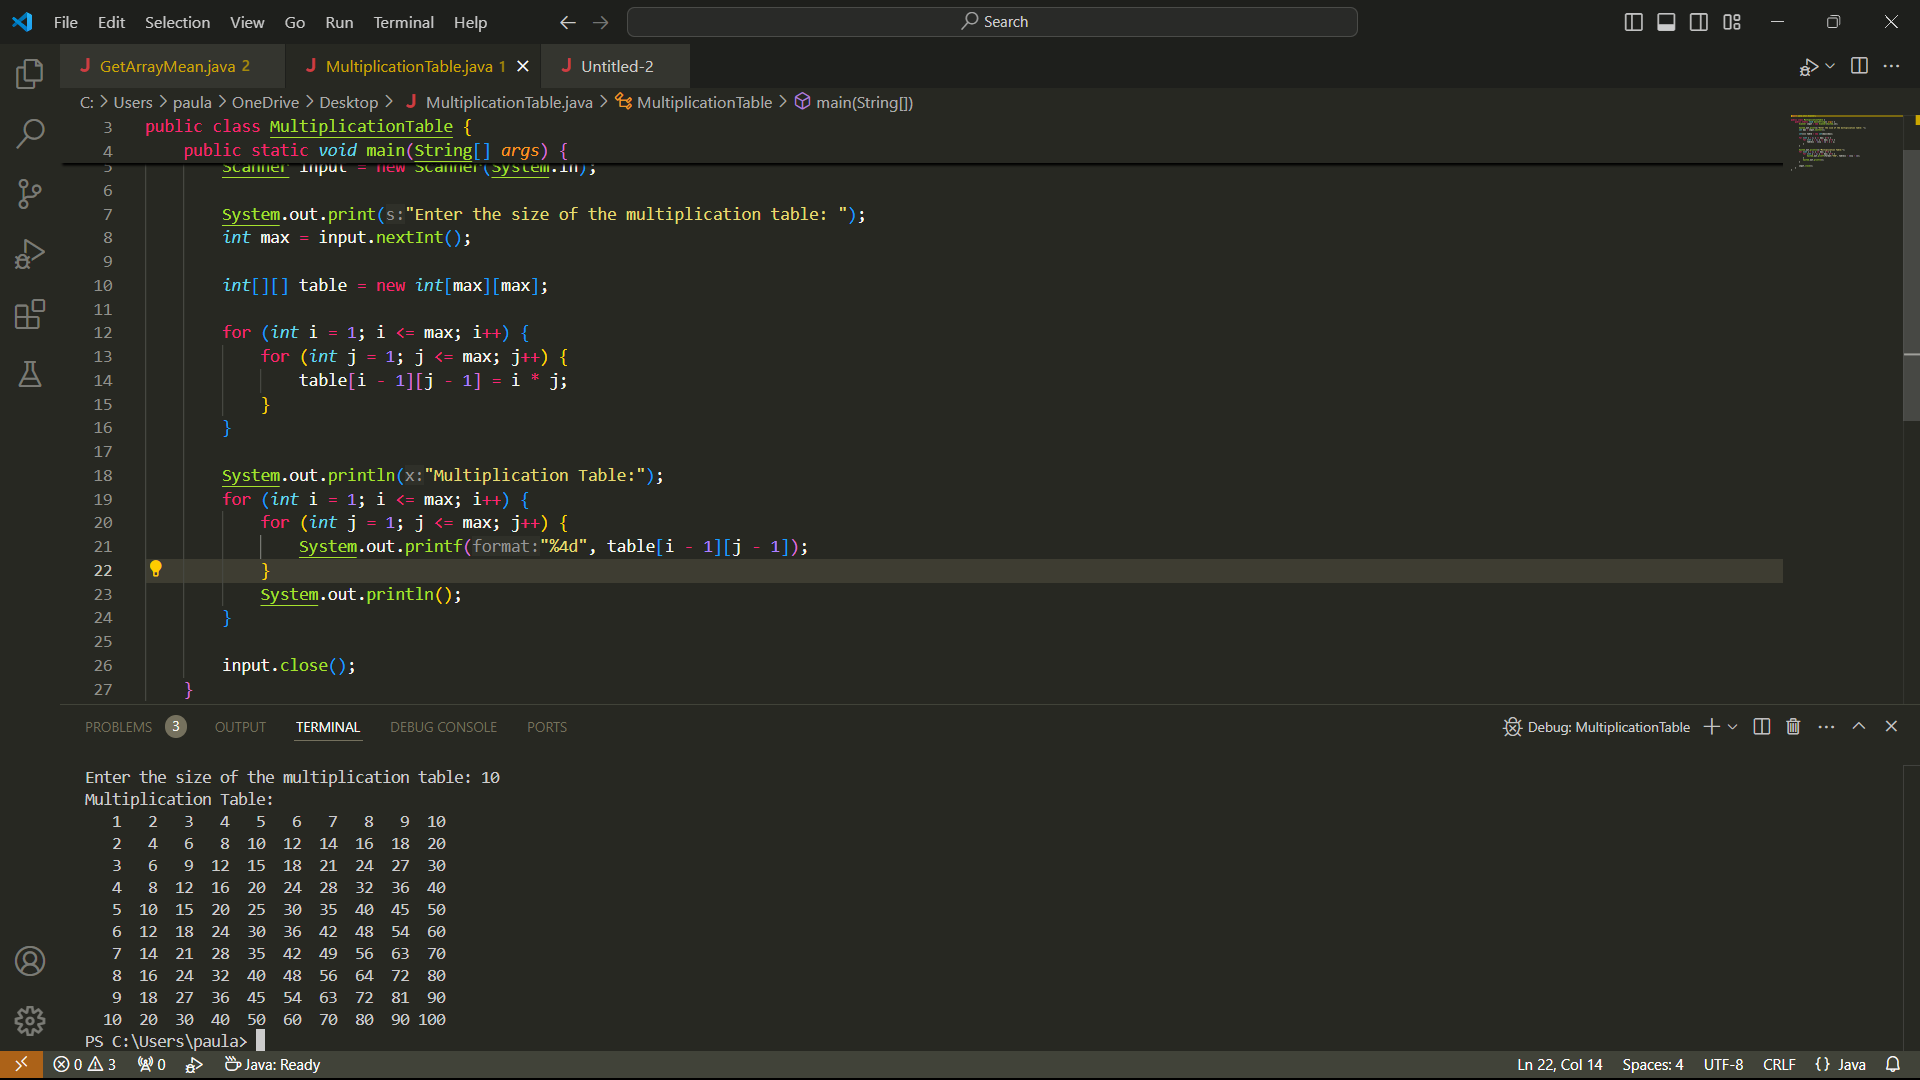 File Edit Selection View Go Run Terminal Help Search
J GetArrayMean.java 2 J MultiplicationTable.java 1 J Untitled-2
C: > Users > paula > OneDrive > Desktop > J MultiplicationTable.java > MultiplicationTable > main(String[])
3 public class MultiplicationTable {
4 public static void main(String[] args) {
5 Scanner input = new Scanner(System.in);
6
7 System.out.print(s:"Enter the size of the multiplication table: ");
8 int max = input.nextInt();
9
10 int[][] table = new int[max][max];
11
12 for (int i = 1; i <= max; i++) {
13 for (int j = 1; j <= max; j++) {
14 table[i - 1][j - 1] = i * j;
15 }
16 }
17
18 System.out.println(x:"Multiplication Table:");
19 for (int i = 1; i <= max; i++) {
20 for (int j = 1; j <= max; j++) {
21 System.out.printf(format:"%4d", table[i - 1][j - 1]);
22 }
23 System.out.println();
24 }
25
26 input.close();
27 }
PROBLEMS 3 OUTPUT TERMINAL DEBUG CONSOLE PORTS Debug: MultiplicationTable
Enter the size of the multiplication table: 10
Multiplication Table:
1 2 3 4 5 6 7 8 9 10
2 4 6 8 10 12 14 16 18 20
3 6 9 12 15 18 21 24 27 30
4 8 12 16 20 24 28 32 36 40
5 10 15 20 25 30 35 40 45 50
6 12 18 24 30 36 42 48 54 60
7 14 21 28 35 42 49 56 63 70
8 16 24 32 40 48 56 64 72 80
9 18 27 36 45 54 63 72 81 90
10 20 30 40 50 60 70 80 90 100
PS C:\Users\paula>
0 3 0 Java: Ready Ln 22, Col 14 Spaces: 4 UTF-8 CRLF {} Java